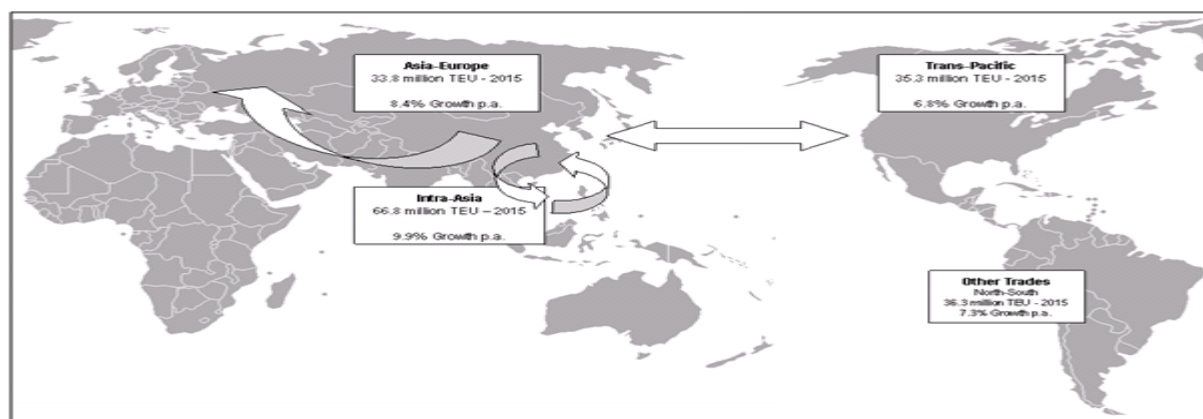 Asia-Europe
33.8 million TEU - 2015
8.4% Growth p.a.
Trans-Pacific
35.3 million TEU - 2015
6.8% Growth p.a.
Intra-Asia
66.8 million TEU – 2015
9.9% Growth p.a.
Other Trades
North-South
36.3 million TEU - 2015
7.3% Growth p.a.